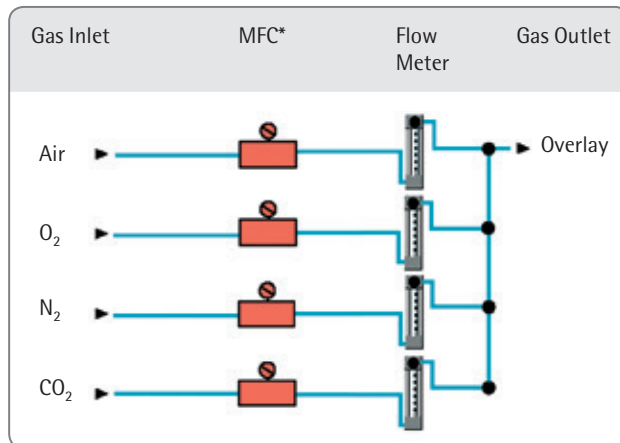 Gas Inlet MFC* Flow Meter Gas Outlet
Air Overlay
O₂
N₂
CO₂